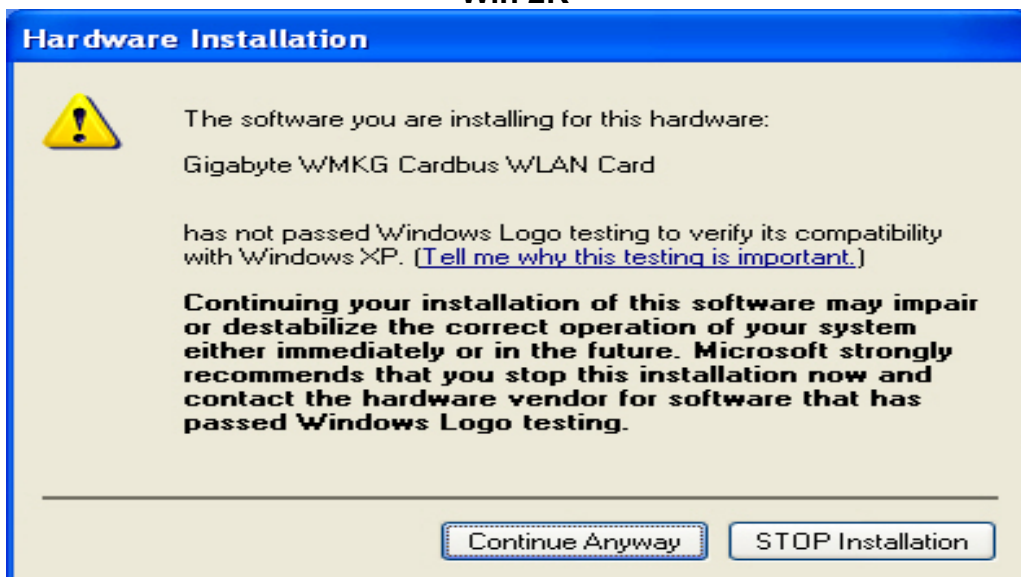 Win 2K
Hardware Installation
The software you are installing for this hardware:
Gigabyte WMKG Cardbus WLAN Card
has not passed Windows Logo testing to verify its compatibility
with Windows XP. (Tell me why this testing is important.)
Continuing your installation of this software may impair
or destabilize the correct operation of your system
either immediately or in the future. Microsoft strongly
recommends that you stop this installation now and
contact the hardware vendor for software that has
passed Windows Logo testing.
Continue Anyway
STOP Installation